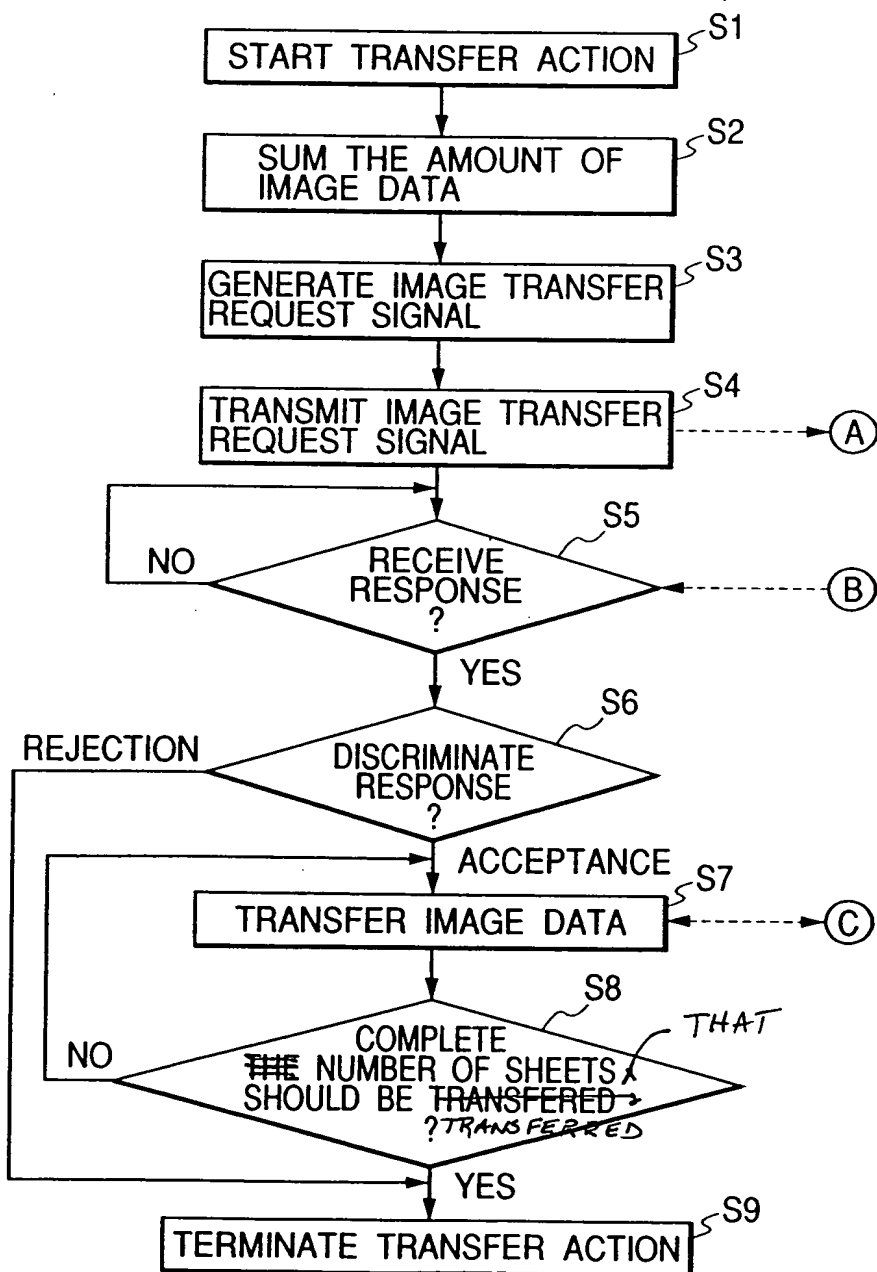 S1
START TRANSFER ACTION
S2
SUM THE AMOUNT OF
IMAGE DATA
S3
GENERATE IMAGE TRANSFER
REQUEST SIGNAL
S4
TRANSMIT IMAGE TRANSFER
REQUEST SIGNAL
A
S5
NO
RECEIVE
RESPONSE
?
B
YES
S6
REJECTION
DISCRIMINATE
RESPONSE
?
ACCEPTANCE
S7
TRANSFER IMAGE DATA
C
S8
THAT
NO
COMPLETE
THE NUMBER OF SHEETS
SHOULD BE TRANSFERED
? TRANSFERRED
YES
S9
TERMINATE TRANSFER ACTION